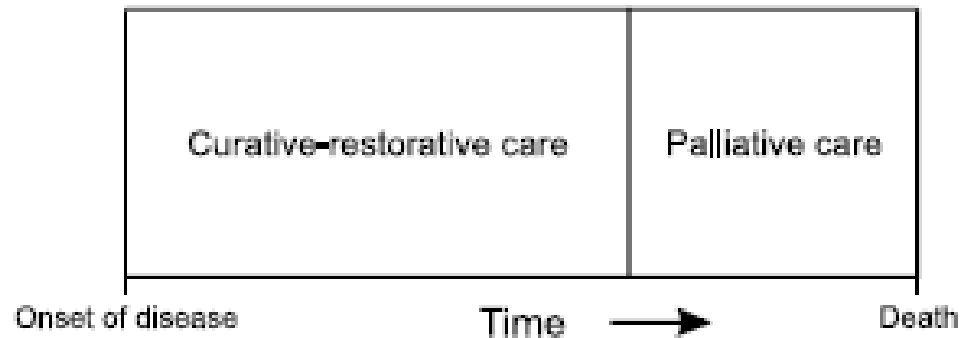 Curative-restorative care Palliative care
Onset of disease Time Death